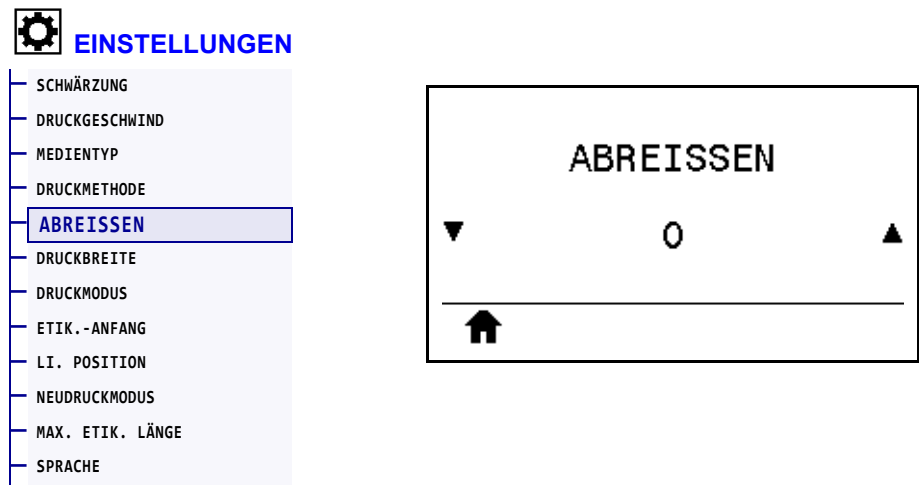 EINSTELLUNGEN
SCHWÄRZUNG
DRUCKGESCHWIND
MEDIENTYP
DRUCKMETHODE
ABREISSEN
DRUCKBREITE
DRUCKMODUS
ETIK.-ANFANG
LI. POSITION
NEUDRUCKMODUS
MAX. ETIK. LÄNGE
SPRACHE
ABREISSEN
▼ 0 ▲